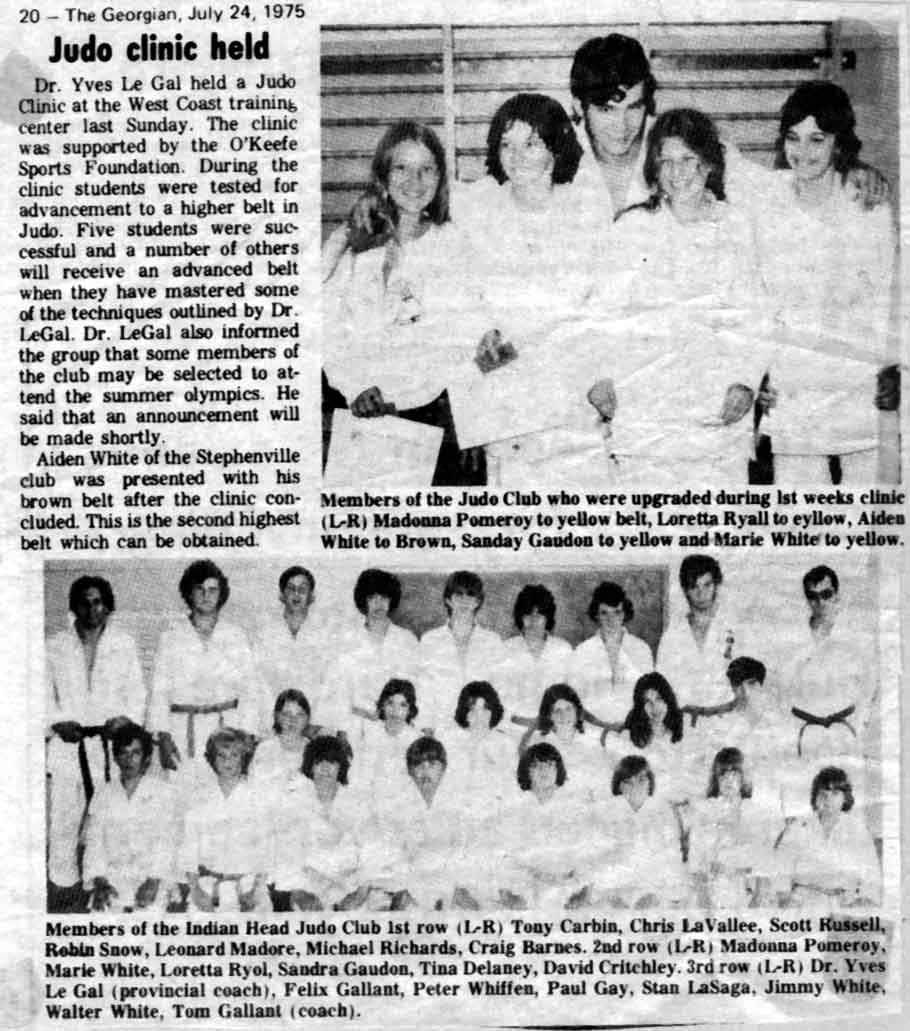 20 – The Georgian, July 24, 1975
Judo clinic held
Dr. Yves Le Gal held a Judo
Clinic at the West Coast training
center last Sunday. The clinic
was supported by the O'Keefe
Sports Foundation. During the
clinic students were tested for
advancement to a higher belt in
Judo. Five students were suc-
cessful and a number of others
will receive an advanced belt
when they have mastered some
of the techniques outlined by Dr.
LeGal. Dr. LeGal also informed
the group that some members of
the club may be selected to at-
tend the summer olympics. He
said that an announcement will
be made shortly.
Aiden White of the Stephenville
club was presented with his
brown belt after the clinic con-
cluded. This is the second highest
belt which can be obtained.
Members of the Judo Club who were upgraded during lst weeks clinic
(L-R) Madonna Pomeroy to yellow belt, Loretta Ryall to eyllow, Aiden
White to Brown, Sanday Gaudon to yellow and Marie White to yellow.
Members of the Indian Head Judo Club 1st row (L-R) Tony Carbin, Chris LaVallee, Scott Russell,
Robin Snow, Leonard Madore, Michael Richards, Craig Barnes. 2nd row (L-R) Madonna Pomeroy,
Marie White, Loretta Ryol, Sandra Gaudon, Tina Delaney, David Critchley. 3rd row (L-R) Dr. Yves
Le Gal (provincial coach), Felix Gallant, Peter Whiffen, Paul Gay, Stan LaSaga, Jimmy White,
Walter White, Tom Gallant (coach).